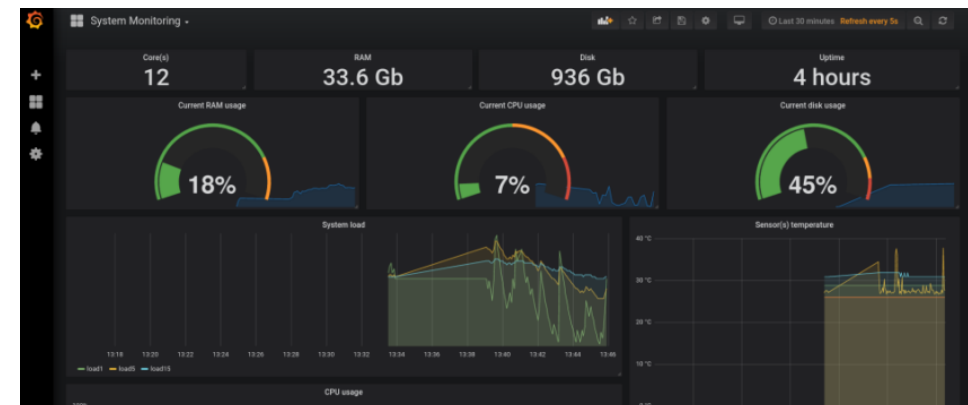 System Monitoring
Last 30 minutes Refresh every 5s
Core(s)
12
RAM
33.6 Gb
Disk
936 Gb
Uptime
4 hours
Current RAM usage
18%
Current CPU usage
7%
Current disk usage
45%
System load
13:18 13:20 13:22 13:24 13:26 13:28 13:30 13:32 13:34 13:36 13:38 13:40 13:42 13:44 13:46
load1 load5 load15
Sensor(s) temperature
40 °C
30 °C
20 °C
10 °C
CPU usage